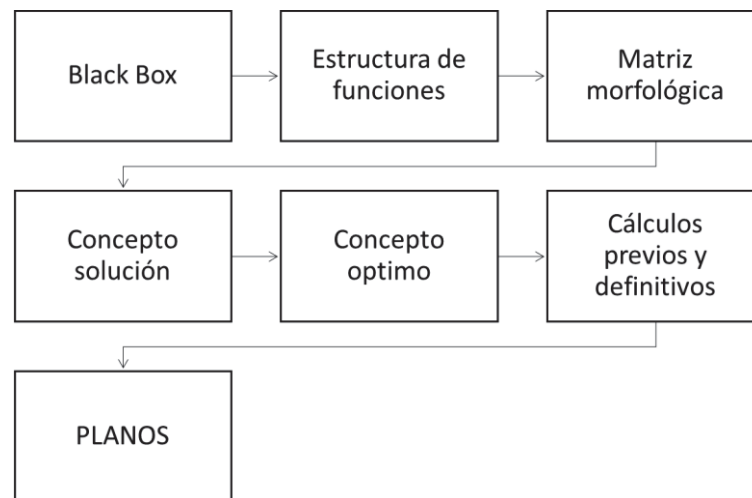 Black Box
Estructura de
funciones
Matriz
morfológica
Concepto
solución
Concepto
optimo
Cálculos
previos y
definitivos
PLANOS